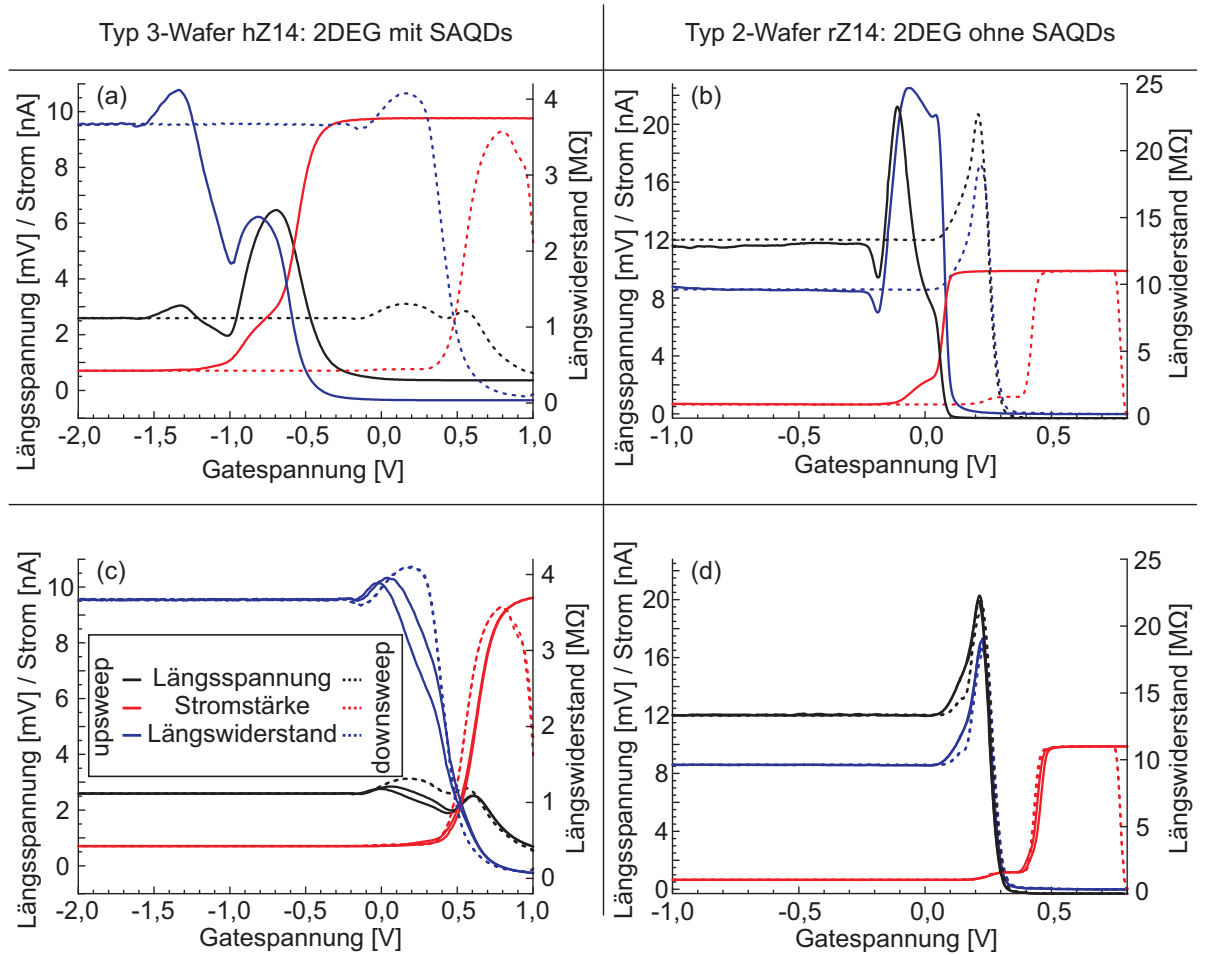 Typ 3-Wafer hZ14: 2DEG mit SAQDs
Typ 2-Wafer rZ14: 2DEG ohne SAQDs
(a)
Längsspannung [mV] / Strom [nA]
10
8
6
4
2
0
-2,0 -1,5 -1,0 -0,5 0,0 0,5 1,0
Gatespannung [V]
4
3
2
1
0
Längswiderstand [MΩ]
(b)
Längsspannung [mV] / Strom [nA]
20
16
12
8
4
0
-1,0 -0,5 0,0 0,5
Gatespannung [V]
25
20
15
10
5
0
Längswiderstand [MΩ]
(c)
Längsspannung [mV] / Strom [nA]
10
8
6
4
2
0
upsweep
Längsspannung
Stromstärke
Längswiderstand
downsweep
-2,0 -1,5 -1,0 -0,5 0,0 0,5 1,0
Gatespannung [V]
4
3
2
1
0
Längswiderstand [MΩ]
(d)
Längsspannung [mV] / Strom [nA]
20
16
12
8
4
0
-1,0 -0,5 0,0 0,5
Gatespannung [V]
25
20
15
10
5
0
Längswiderstand [MΩ]